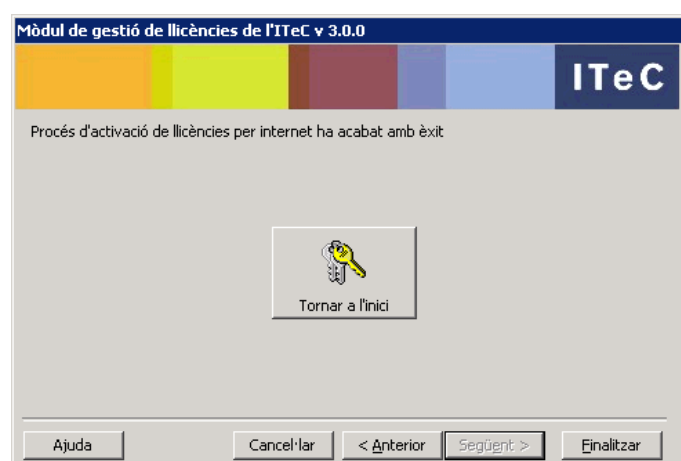 Mòdul de gestió de llicències de l'ITeC v 3.0.0
ITeC
Procés d'activació de llicències per internet ha acabat amb èxit
Tornar a l'inici
Ajuda Cancel·lar < Anterior Següent > Finalitzar